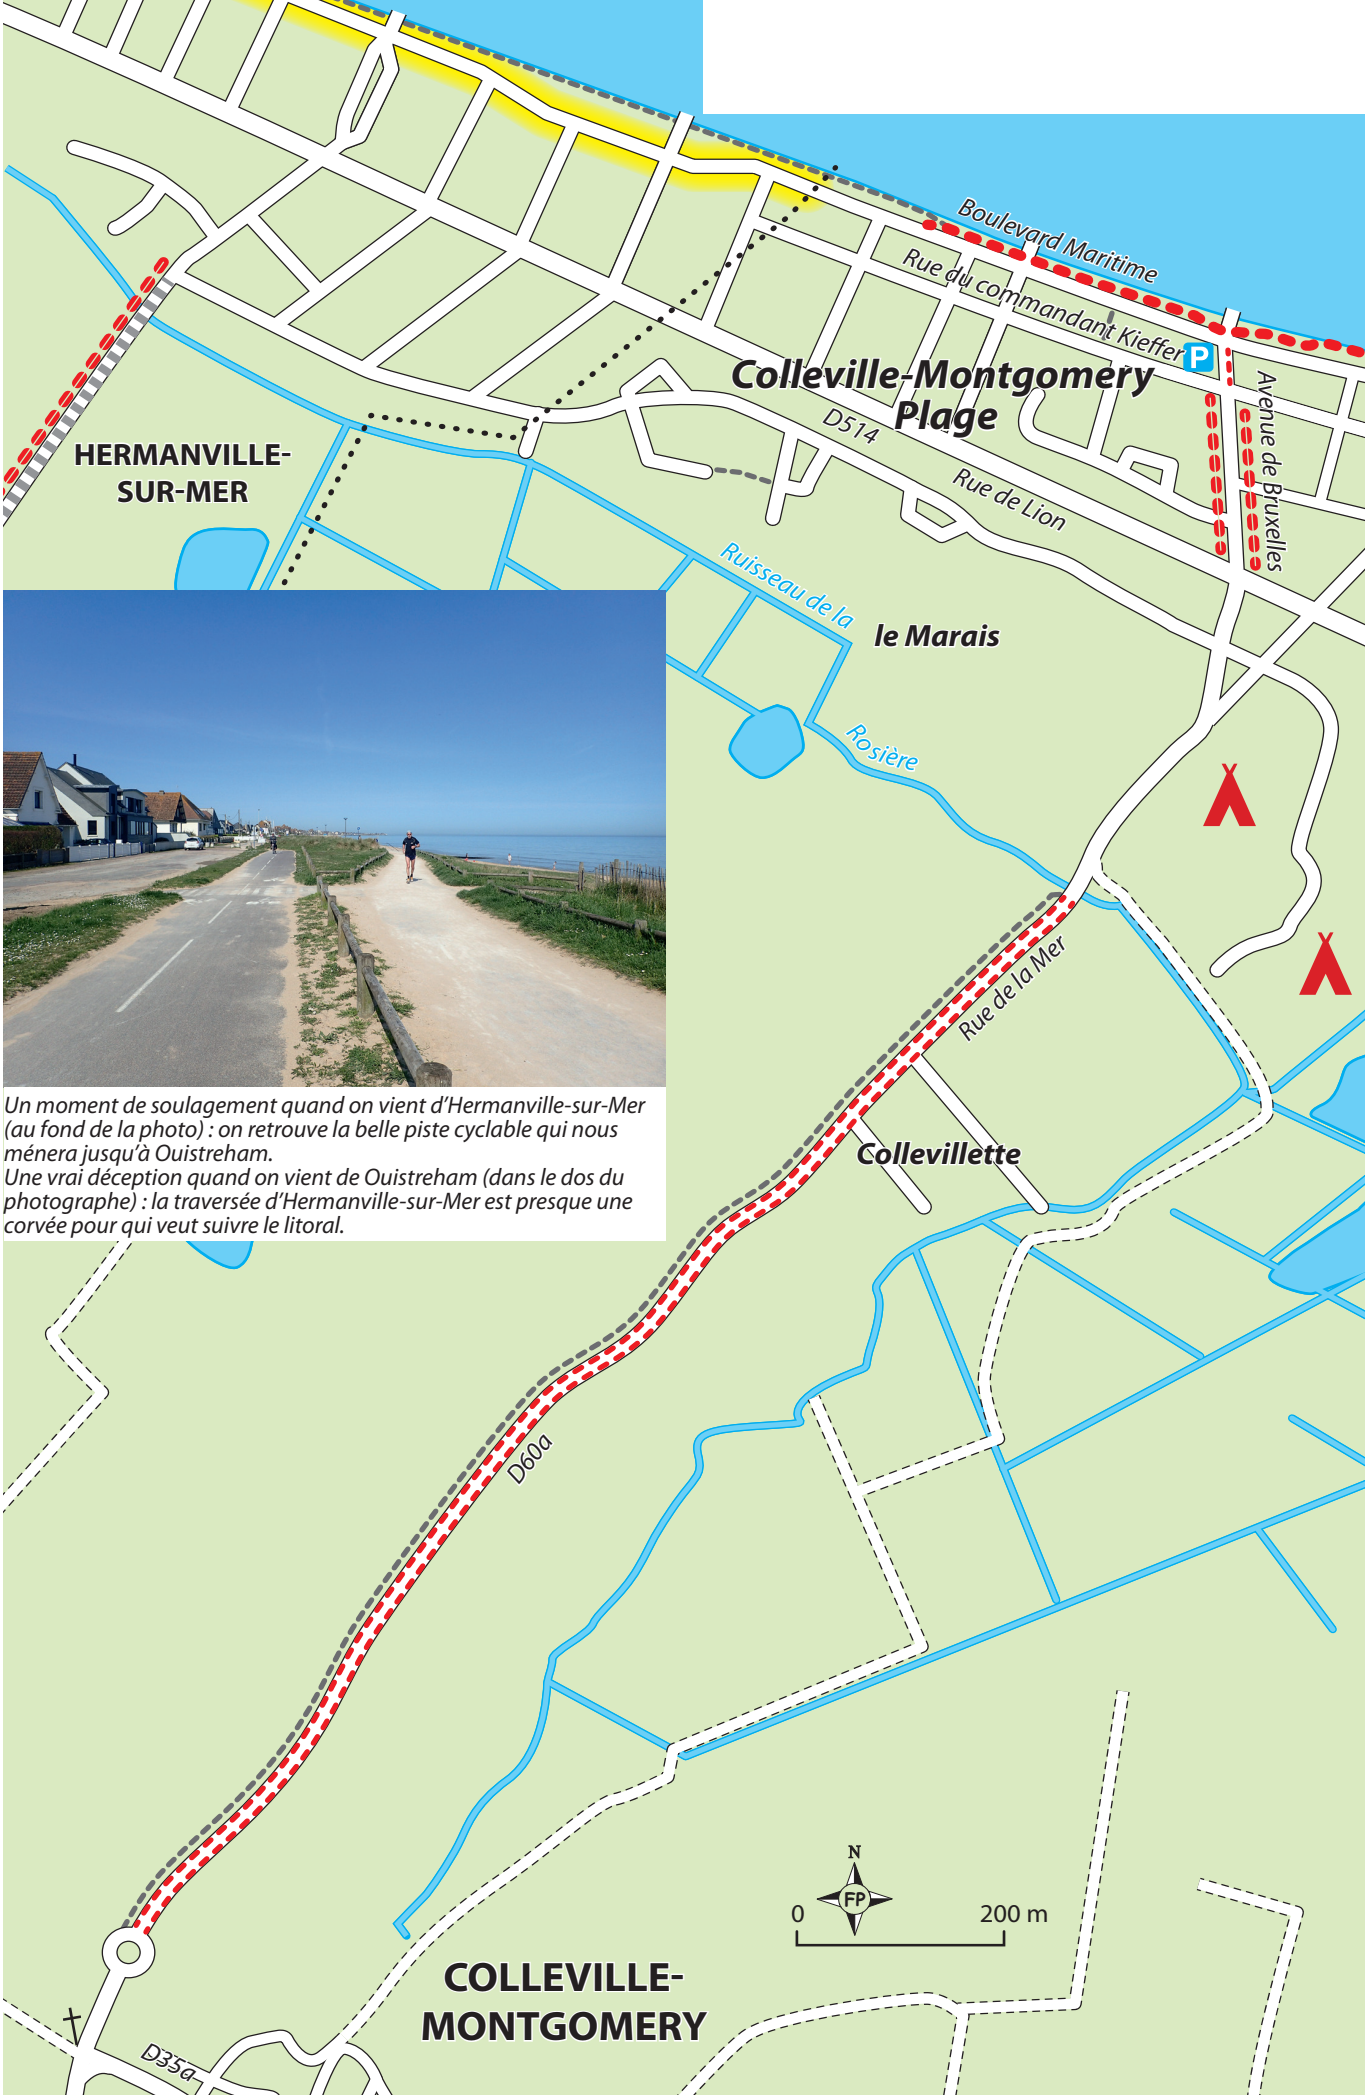 Boulevard Maritime
Rue du commandant Kieffer
P
Colleville-Montgomery
Plage
Avenue de Bruxelles
D514
Rue de Lion
HERMANVILLE-
SUR-MER
Ruisseau de la
Rosière
le Marais
Rue de la Mer
Un moment de soulagement quand on vient d'Hermanville-sur-Mer
(au fond de la photo) : on retrouve la belle piste cyclable qui nous
ménera jusqu'à Ouistreham.
Une vrai déception quand on vient de Ouistreham (dans le dos du
photographe) : la traversée d'Hermanville-sur-Mer est presque une
corvée pour qui veut suivre le litoral.
Collevillette
D60a
N
FP
0 200 m
COLLEVILLE-
MONTGOMERY
D35a